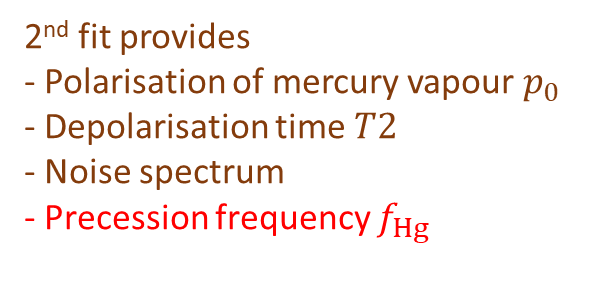 2nd fit provides
- Polarisation of mercury vapour p0
- Depolarisation time T2
- Noise spectrum
- Precession frequency fHg